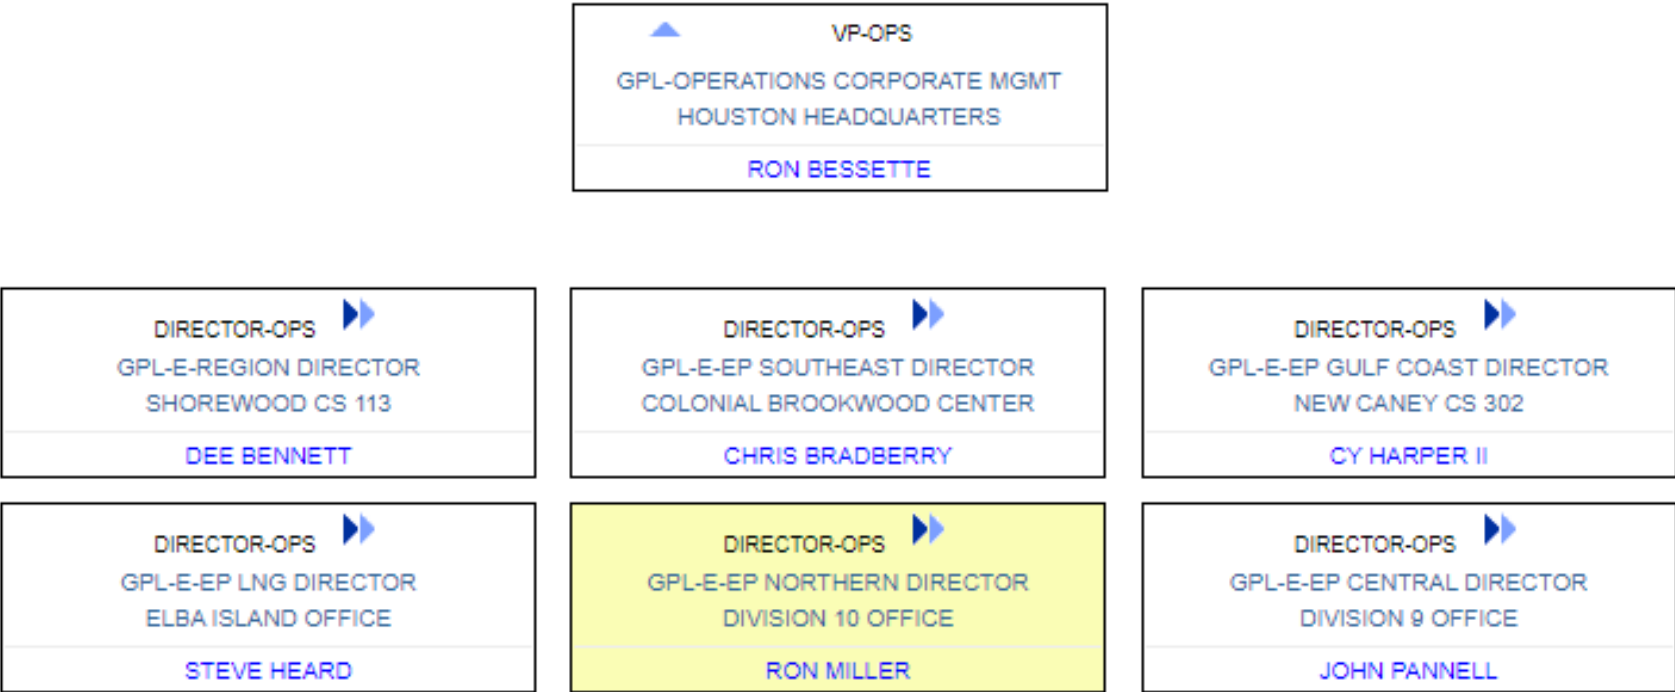 VP-OPS
GPL-OPERATIONS CORPORATE MGMT
HOUSTON HEADQUARTERS
RON BESSETTE
DIRECTOR-OPS
GPL-E-REGION DIRECTOR
SHOREWOOD CS 113
DEE BENNETT
DIRECTOR-OPS
GPL-E-EP SOUTHEAST DIRECTOR
COLONIAL BROOKWOOD CENTER
CHRIS BRADBERRY
DIRECTOR-OPS
GPL-E-EP GULF COAST DIRECTOR
NEW CANEY CS 302
CY HARPER II
DIRECTOR-OPS
GPL-E-EP LNG DIRECTOR
ELBA ISLAND OFFICE
STEVE HEARD
DIRECTOR-OPS
GPL-E-EP NORTHERN DIRECTOR
DIVISION 10 OFFICE
RON MILLER
DIRECTOR-OPS
GPL-E-EP CENTRAL DIRECTOR
DIVISION 9 OFFICE
JOHN PANNELL